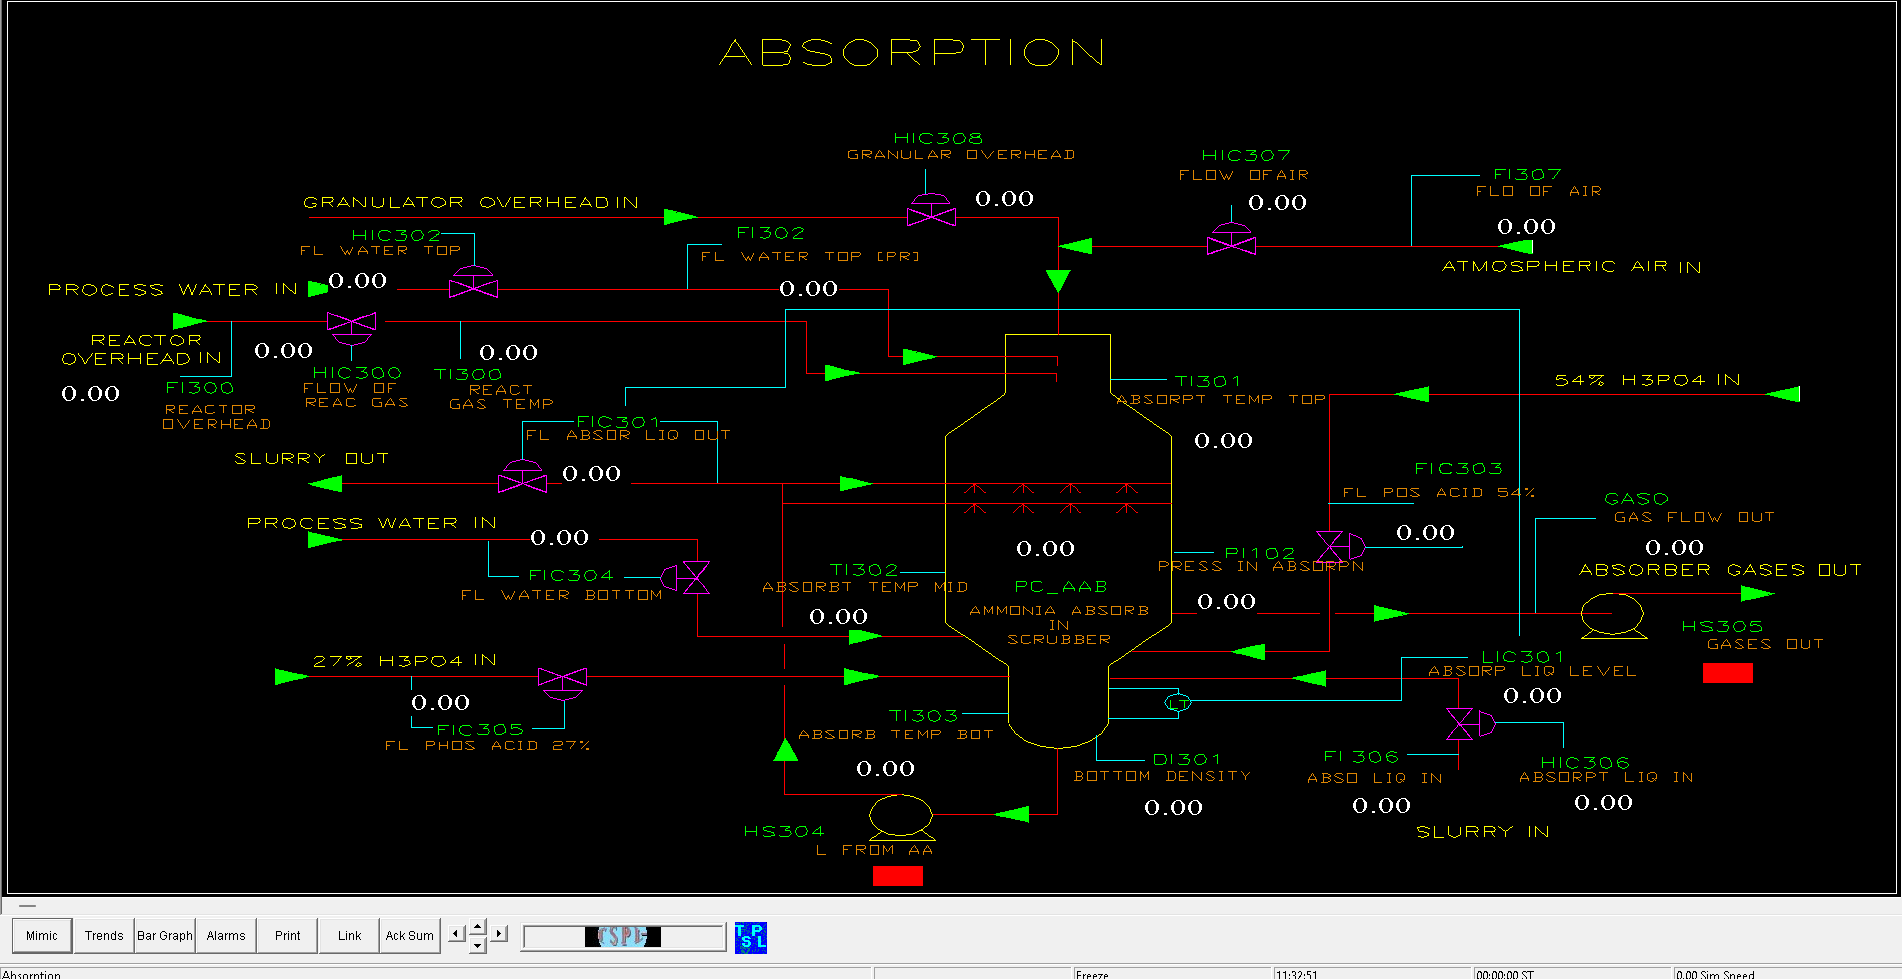 ABSORPTION
HIC308
GRANULAR OVERHEAD
0.00
HIC307
FLOW OFAIR
0.00
FI307
FLO OF AIR
0.00
ATMOSPHERIC AIR IN
GRANULATOR OVERHEAD IN
HIC302
FL WATER TOP
0.00
FI302
FL WATER TOP [PR]
0.00
PROCESS WATER IN
REACTOR
OVERHEAD IN
0.00
FI300
REACTOR
OVERHEAD
0.00
HIC300
FLOW OF
REAC GAS
0.00
TI300
REACT
GAS TEMP
TI301
ABSORPT TEMP TOP
0.00
54% H3PO4 IN
FIC301
FL ABSOR LIQ OUT
0.00
SLURRY OUT
FIC303
FL POS ACID 54%
0.00
GASO
GAS FLOW OUT
0.00
ABSORBER GASES OUT
PROCESS WATER IN
0.00
FIC304
FL WATER BOTTOM
TI302
ABSORBT TEMP MID
0.00
0.00
PC_AAB
AMMONIA ABSORB
IN
SCRUBBER
PI102
PRESS IN ABSORPN
0.00
HS305
GASES OUT
27% H3PO4 IN
0.00
FIC305
FL PHOS ACID 27%
TI303
ABSORB TEMP BOT
0.00
LT
LIC301
ABSORP LIQ LEVEL
0.00
DI301
BOTTOM DENSITY
0.00
FI306
ABSO LIQ IN
0.00
HIC306
ABSORPT LIQ IN
0.00
SLURRY IN
HS304
L FROM AA
Mimic Trends Bar Graph Alarms Print Link Ack Sum
CSPL
TPSL
Absorption Freeze 11:32:51 00:00:00 ST 0.00 Sim Speed